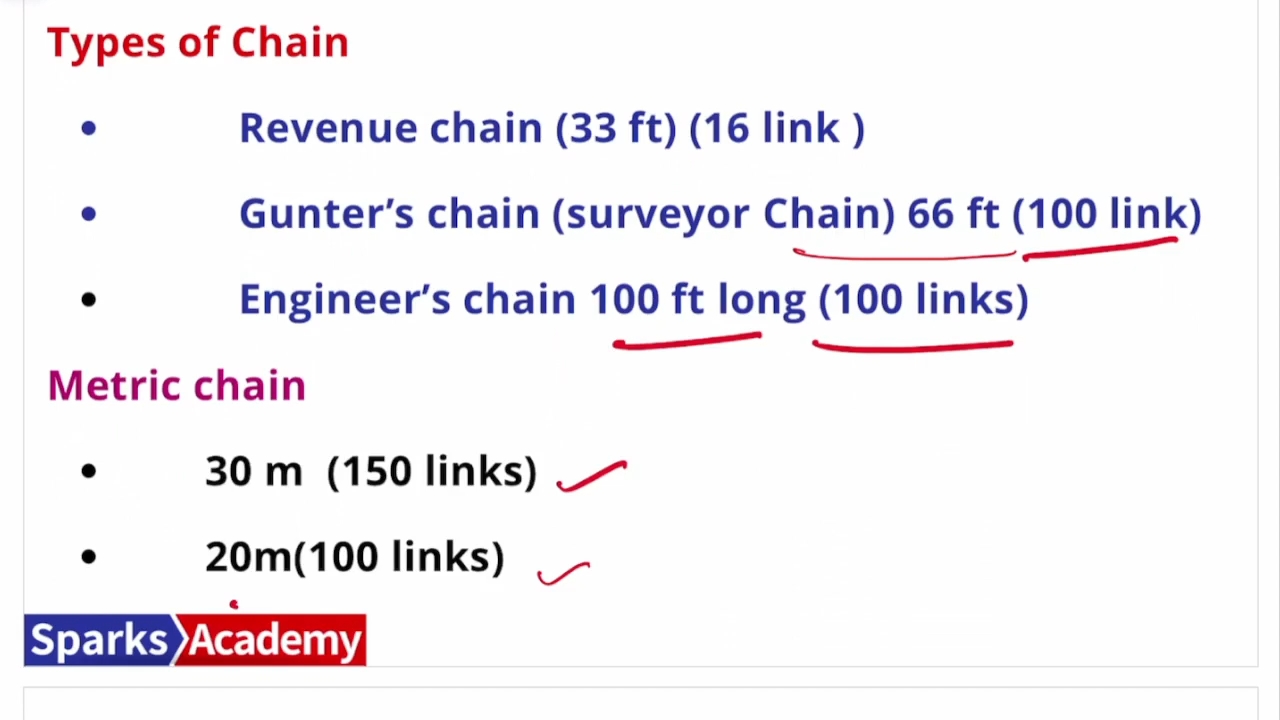 Types of Chain
• Revenue chain (33 ft) (16 link )
• Gunter’s chain (surveyor Chain) 66 ft (100 link)
• Engineer’s chain 100 ft long (100 links)
Metric chain
• 30 m (150 links)
• 20m(100 links)
Sparks Academy